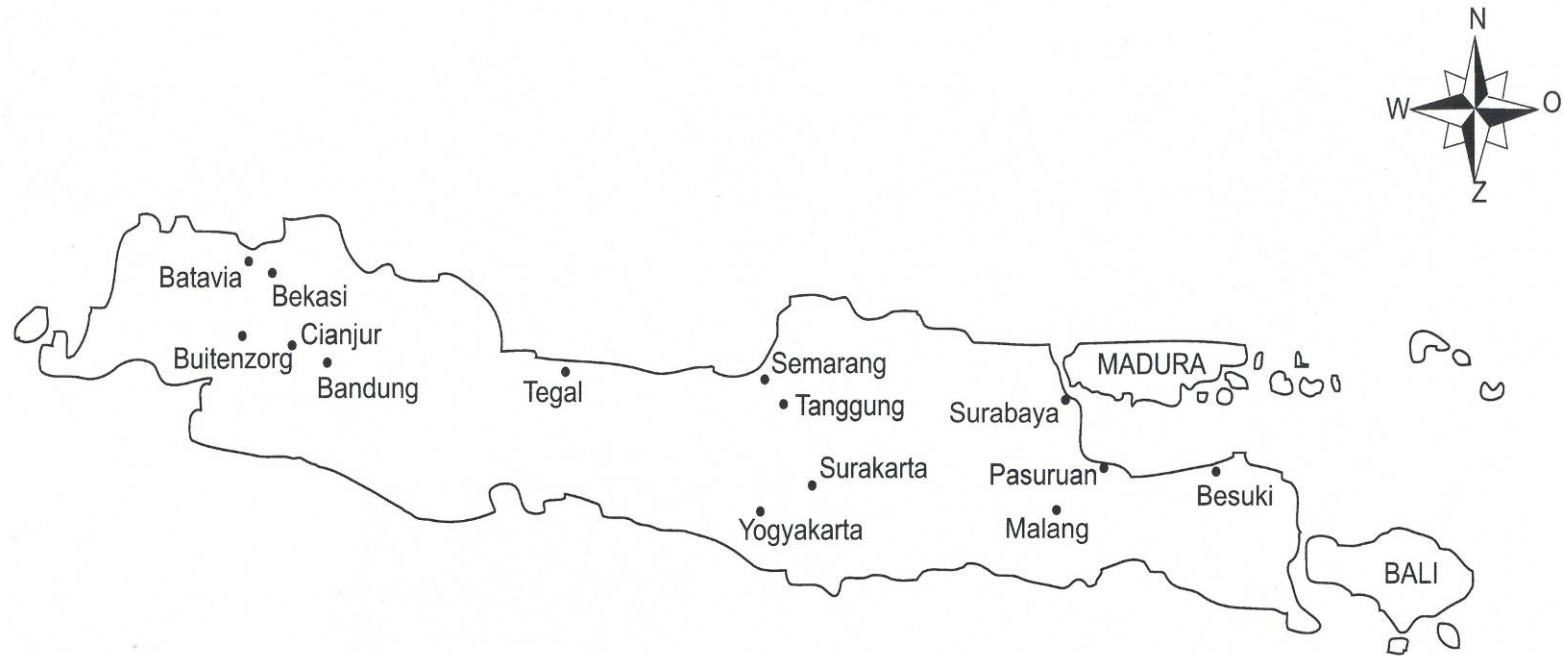 N
W
O
Z
Batavia
Bekasi
Cianjur
Buitenzorg
Bandung
Tegal
Semarang
Tanggung
MADURA
Surabaya
Surakarta
Pasuruan
Besuki
Yogyakarta
Malang
BALI